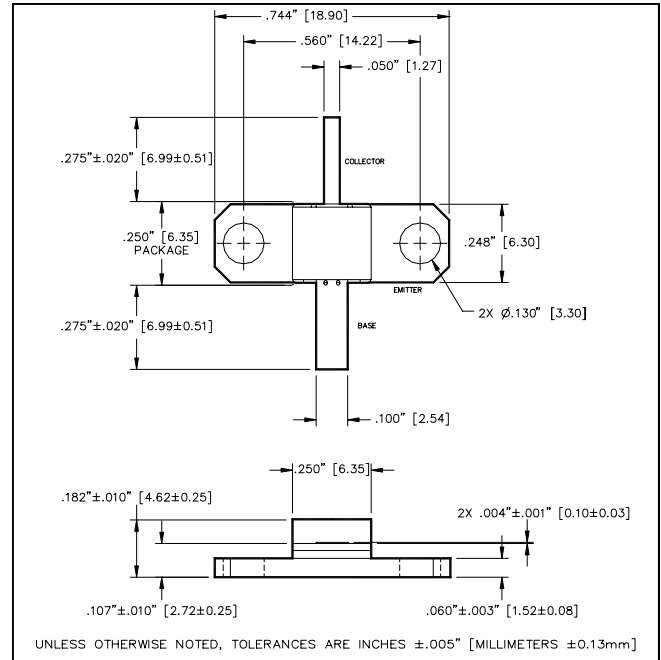 .744" [18.90]
.560" [14.22]
.050" [1.27]
.275"±.020" [6.99±0.51]
COLLECTOR
.250" [6.35]
PACKAGE
.248" [6.30]
EMITTER
2X Ø.130" [3.30]
.275"±.020" [6.99±0.51]
BASE
.100" [2.54]
.250" [6.35]
.182"±.010" [4.62±0.25]
2X .004"±.001" [0.10±0.03]
.107"±.010" [2.72±0.25]
.060"±.003" [1.52±0.08]
UNLESS OTHERWISE NOTED, TOLERANCES ARE INCHES ±.005" [MILLIMETERS ±0.13mm]